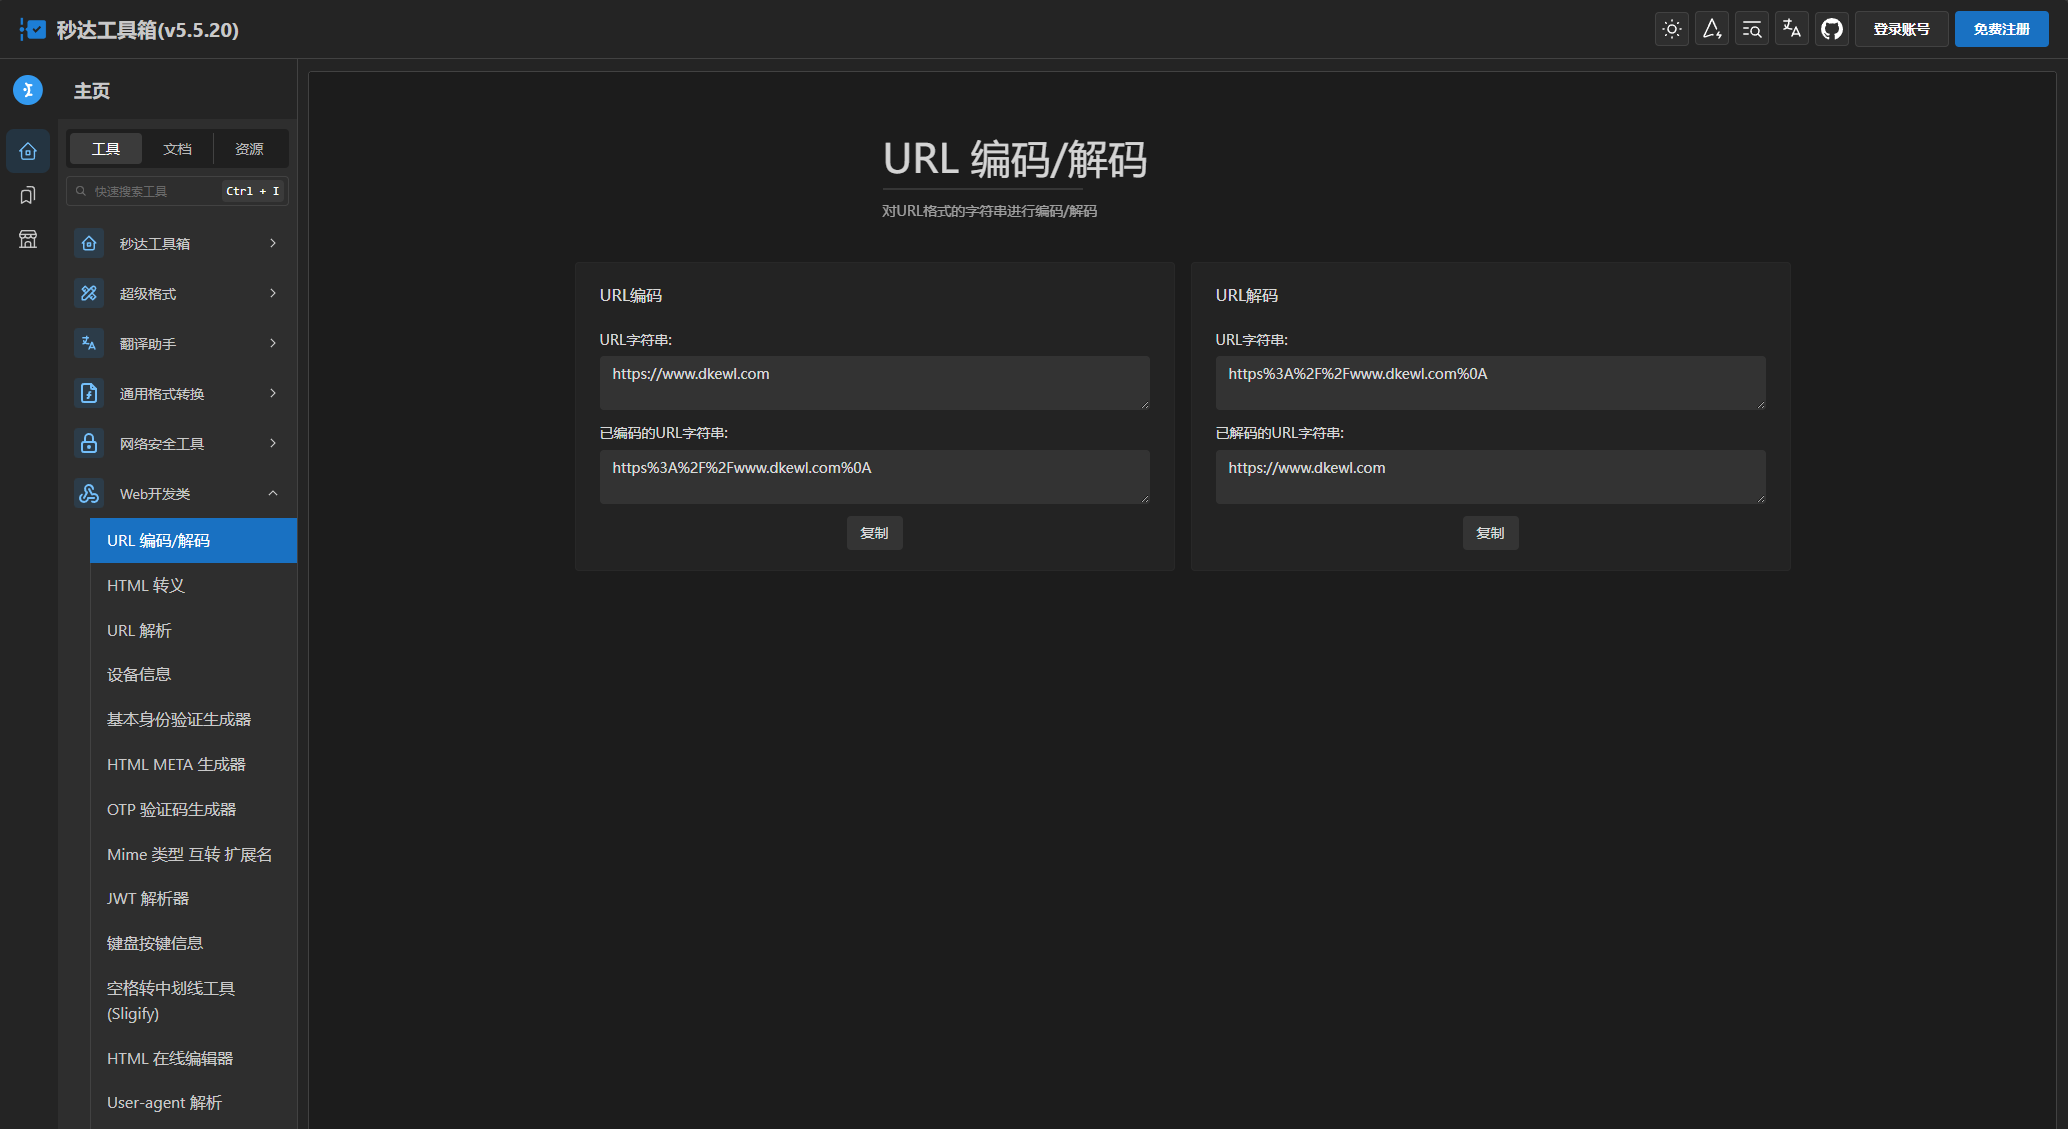 秒达工具箱(v5.5.20)
登录账号
免费注册
主页
工具
文档
资源
快速搜索工具
Ctrl + I
秒达工具箱
超级格式
翻译助手
通用格式转换
网络安全工具
Web开发类
URL 编码/解码
HTML 转义
URL 解析
设备信息
基本身份验证生成器
HTML META 生成器
OTP 验证码生成器
Mime 类型 互转 扩展名
JWT 解析器
键盘按键信息
空格转中划线工具
(Sligify)
HTML 在线编辑器
User-agent 解析
URL 编码/解码
对URL格式的字符串进行编码/解码
URL编码
URL字符串:
https://www.dkewl.com
已编码的URL字符串:
https%3A%2F%2Fwww.dkewl.com%0A
复制
URL解码
URL字符串:
https%3A%2F%2Fwww.dkewl.com%0A
已解码的URL字符串:
https://www.dkewl.com
复制